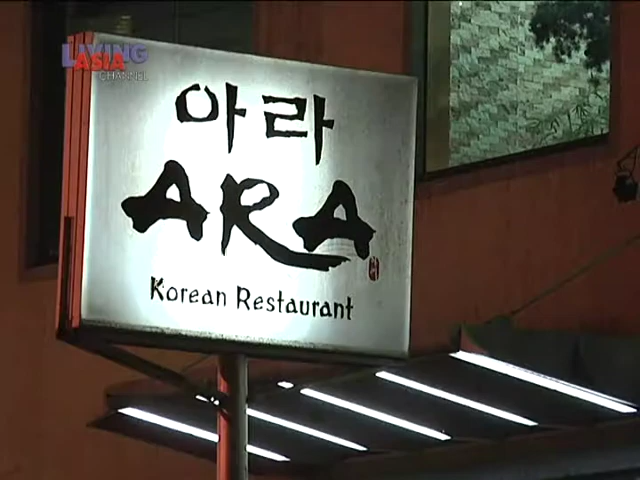 LIVING
ASIA
CHANNEL
아라
ARA
Korean Restaurant